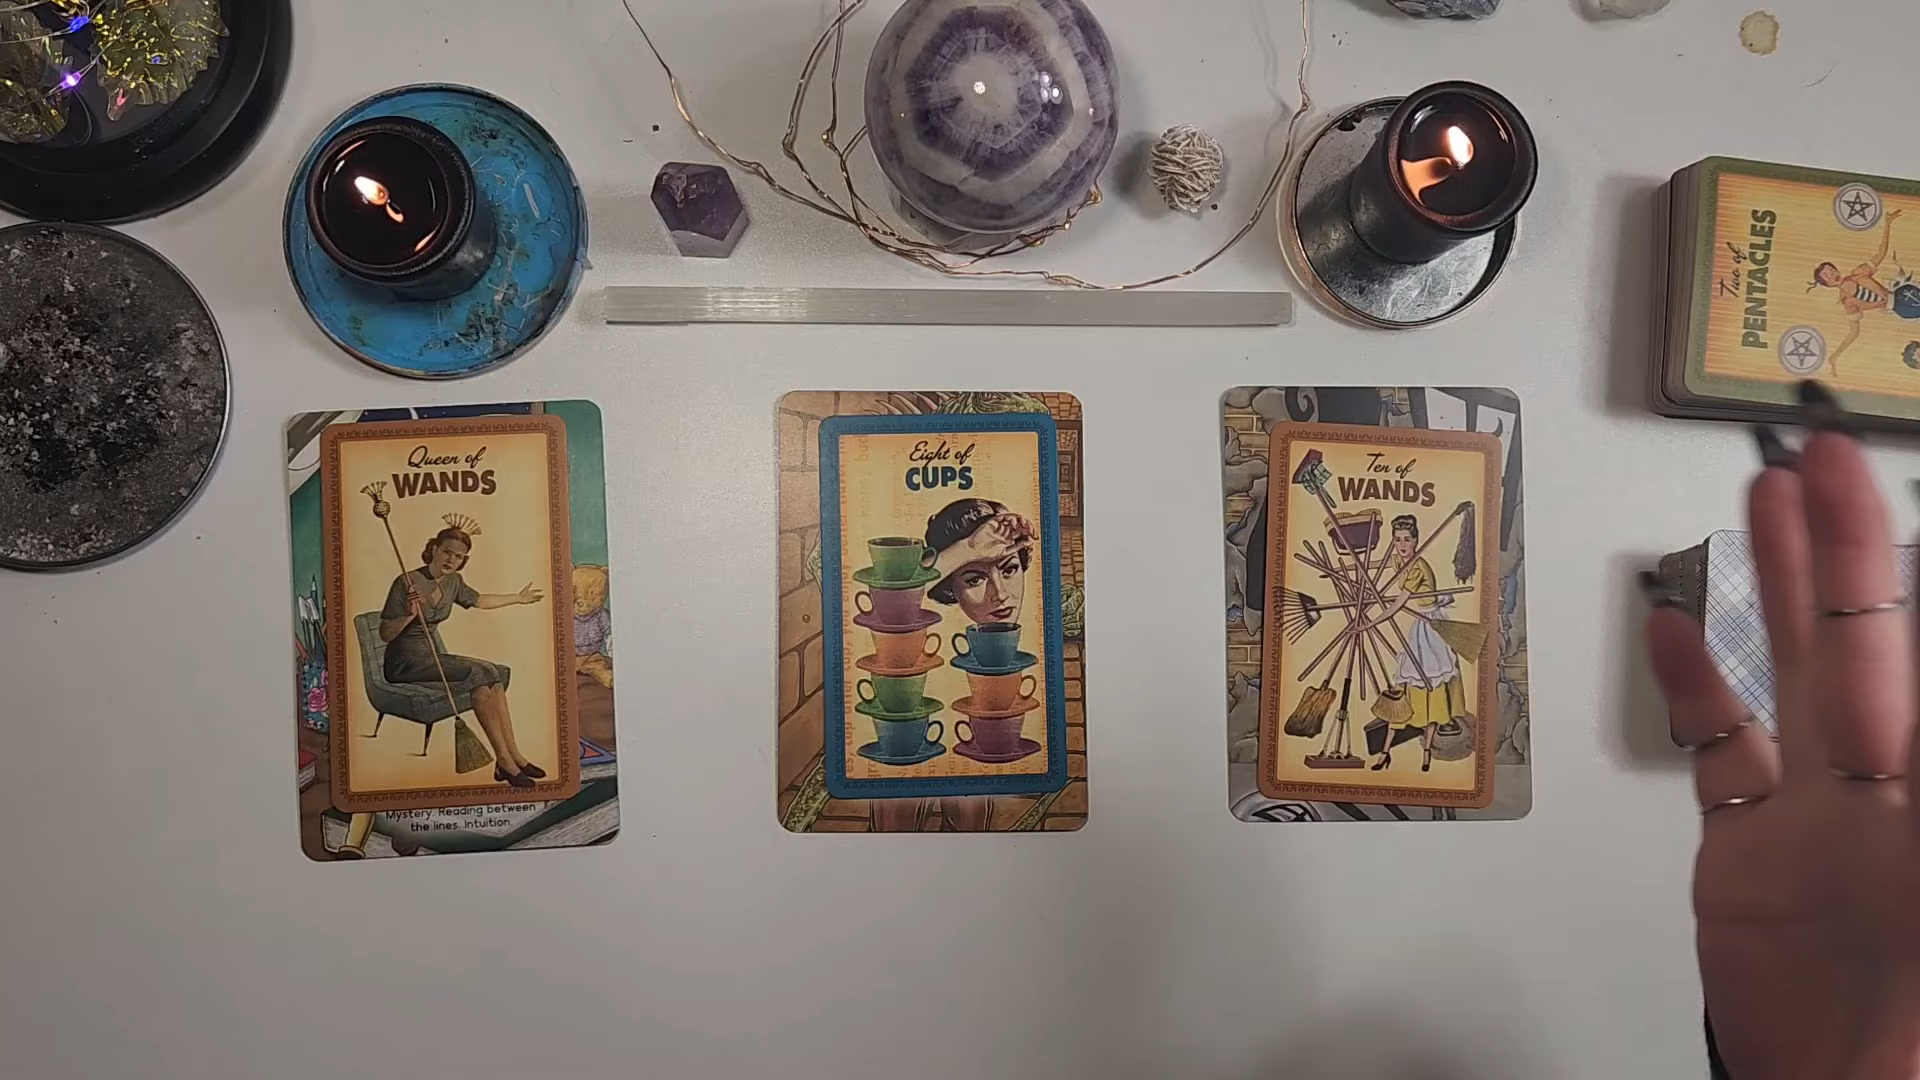 Queen of
WANDS
Mystery. Reading between
the lines. Intuition.
Eight of
CUPS
Ten of
WANDS
Two of
PENTACLES